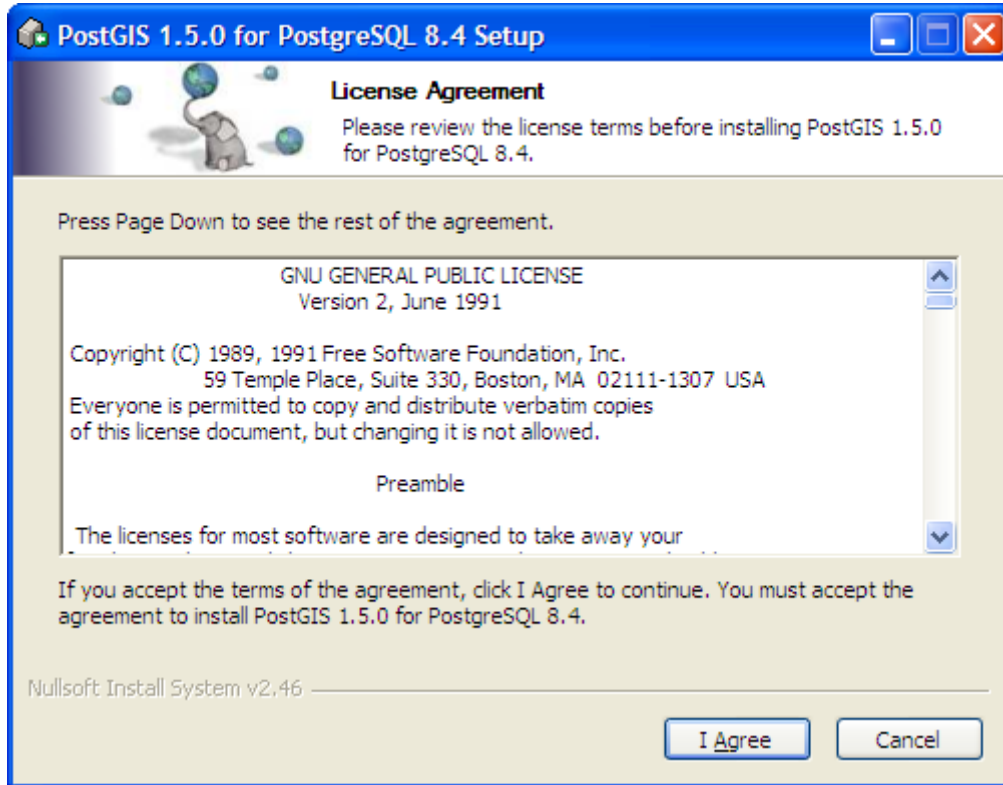 PostGIS 1.5.0 for PostgreSQL 8.4 Setup
License Agreement
Please review the license terms before installing PostGIS 1.5.0
for PostgreSQL 8.4.
Press Page Down to see the rest of the agreement.
GNU GENERAL PUBLIC LICENSE
Version 2, June 1991
Copyright (C) 1989, 1991 Free Software Foundation, Inc.
59 Temple Place, Suite 330, Boston, MA 02111-1307 USA
Everyone is permitted to copy and distribute verbatim copies
of this license document, but changing it is not allowed.
Preamble
The licenses for most software are designed to take away your
If you accept the terms of the agreement, click I Agree to continue. You must accept the
agreement to install PostGIS 1.5.0 for PostgreSQL 8.4.
Nullsoft Install System v2.46
I Agree
Cancel